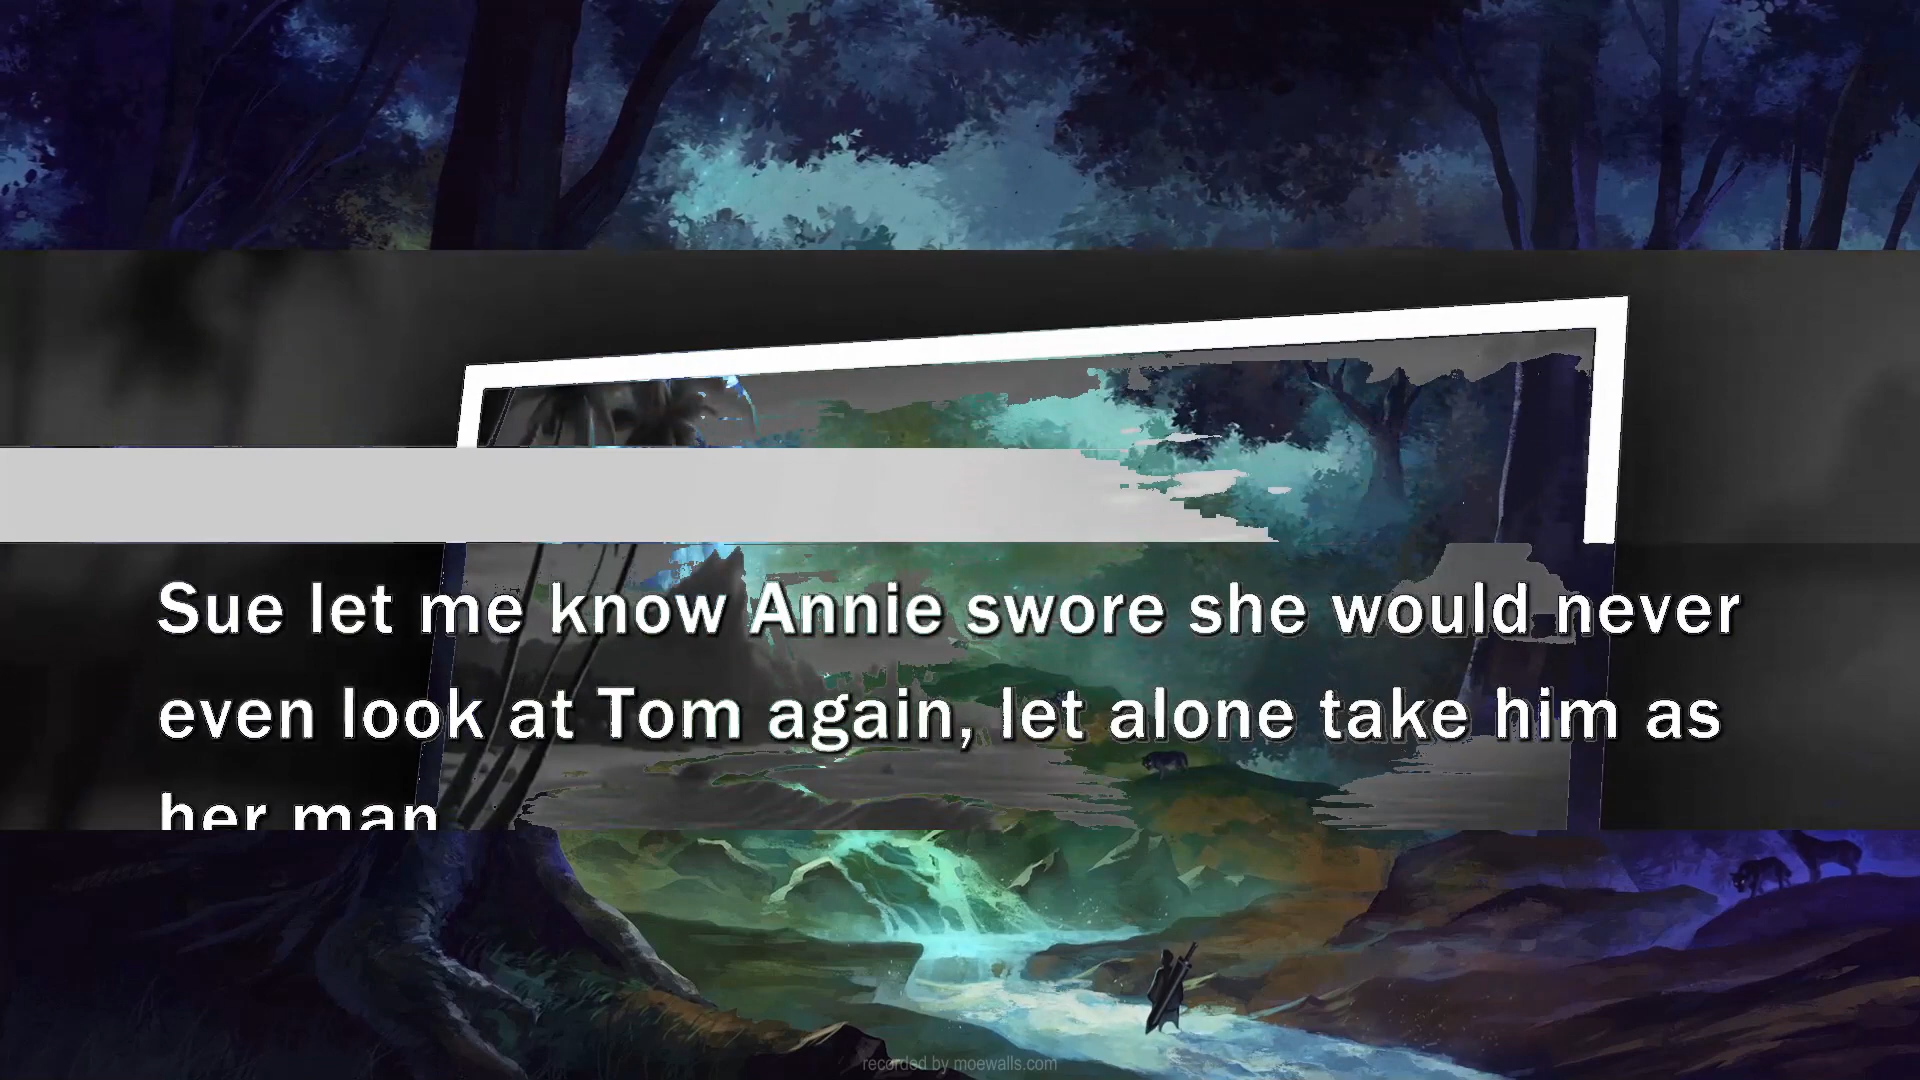 Sue let me know Annie swore she would never
even look at Tom again, let alone take him as
her man
recorded by moewalls.com